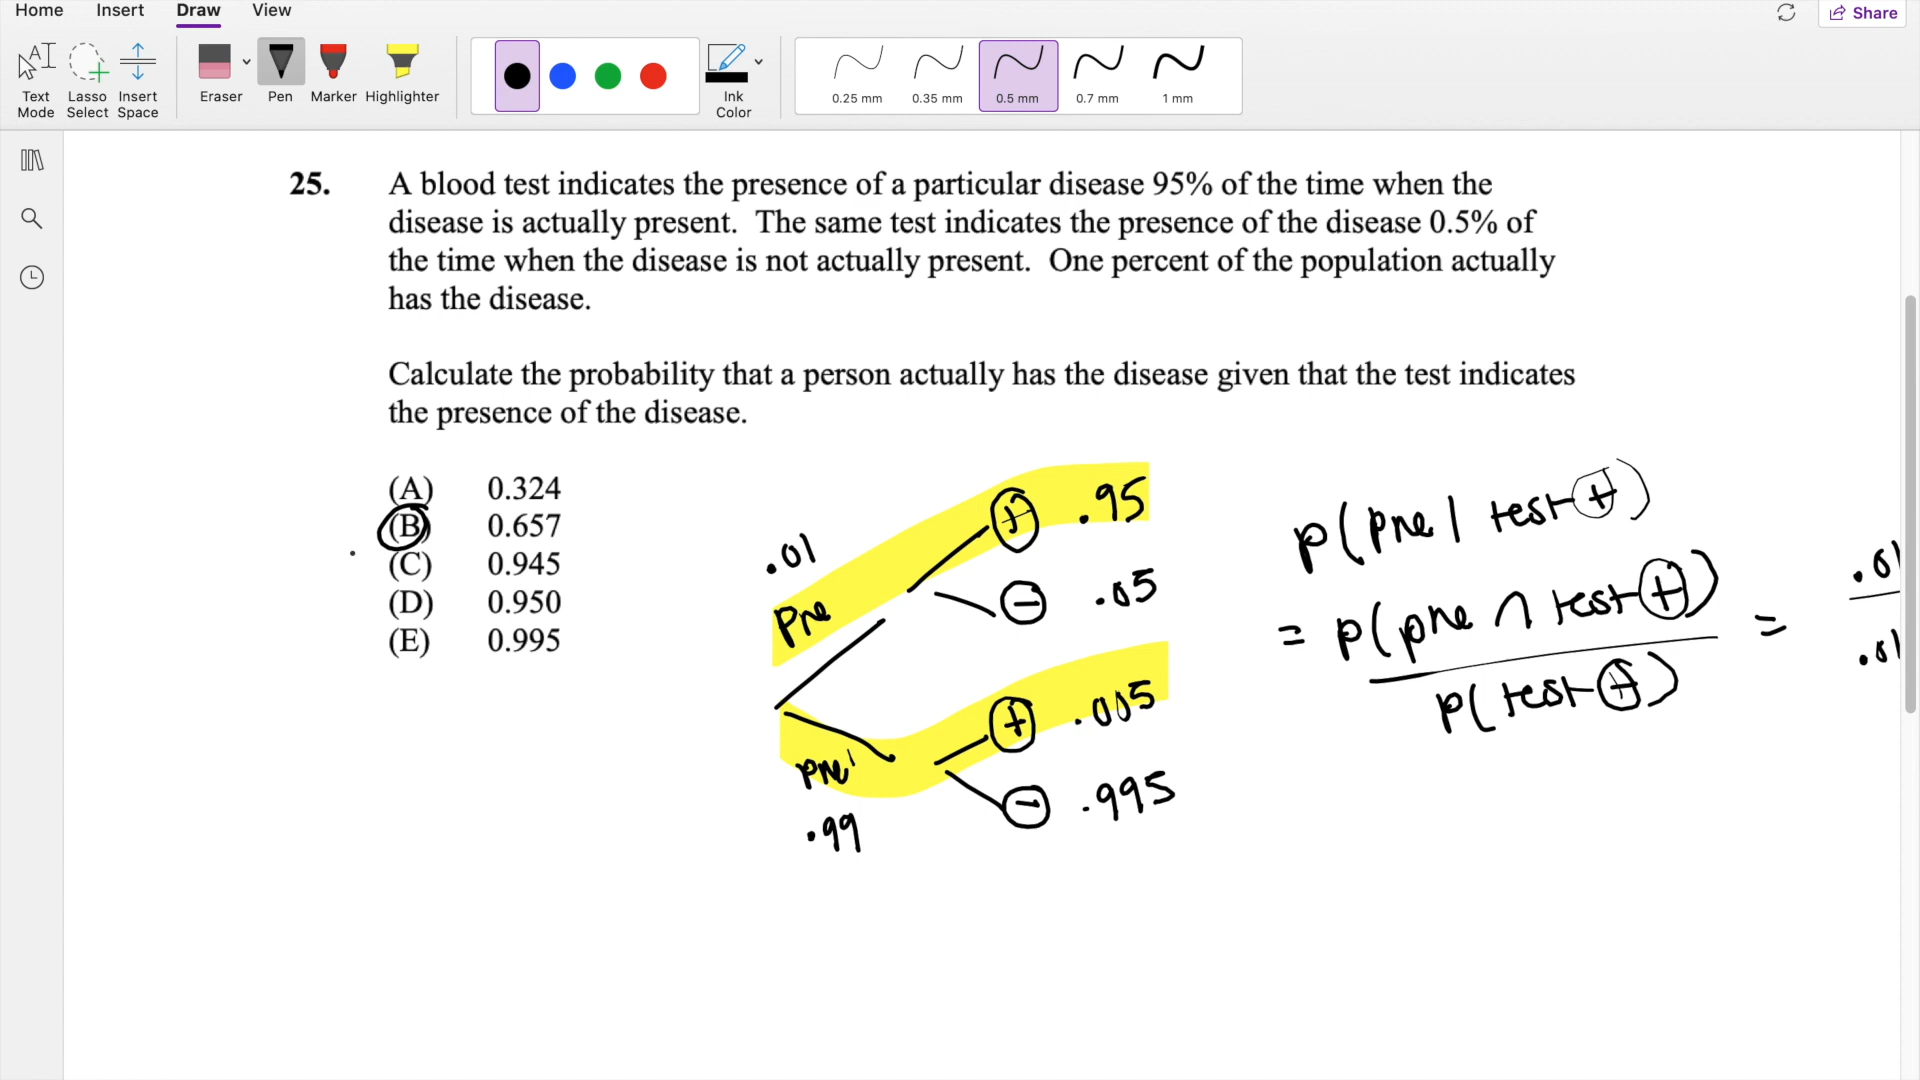 Home Insert Draw View
Share
Text Mode
Lasso Select
Insert Space
Eraser
Pen
Marker
Highlighter
Ink Color
0.25 mm
0.35 mm
0.5 mm
0.7 mm
1 mm
25. A blood test indicates the presence of a particular disease 95% of the time when the
disease is actually present. The same test indicates the presence of the disease 0.5% of
the time when the disease is not actually present. One percent of the population actually
has the disease.
Calculate the probability that a person actually has the disease given that the test indicates
the presence of the disease.
(A) 0.324
(B) 0.657
(C) 0.945
(D) 0.950
(E) 0.995
.01
Pre
+ .95
− .05
pre'
.99
+ .005
− .995
p(pre | test +)
= p(pre ∩ test +)
p(test +)
=
.01
.01